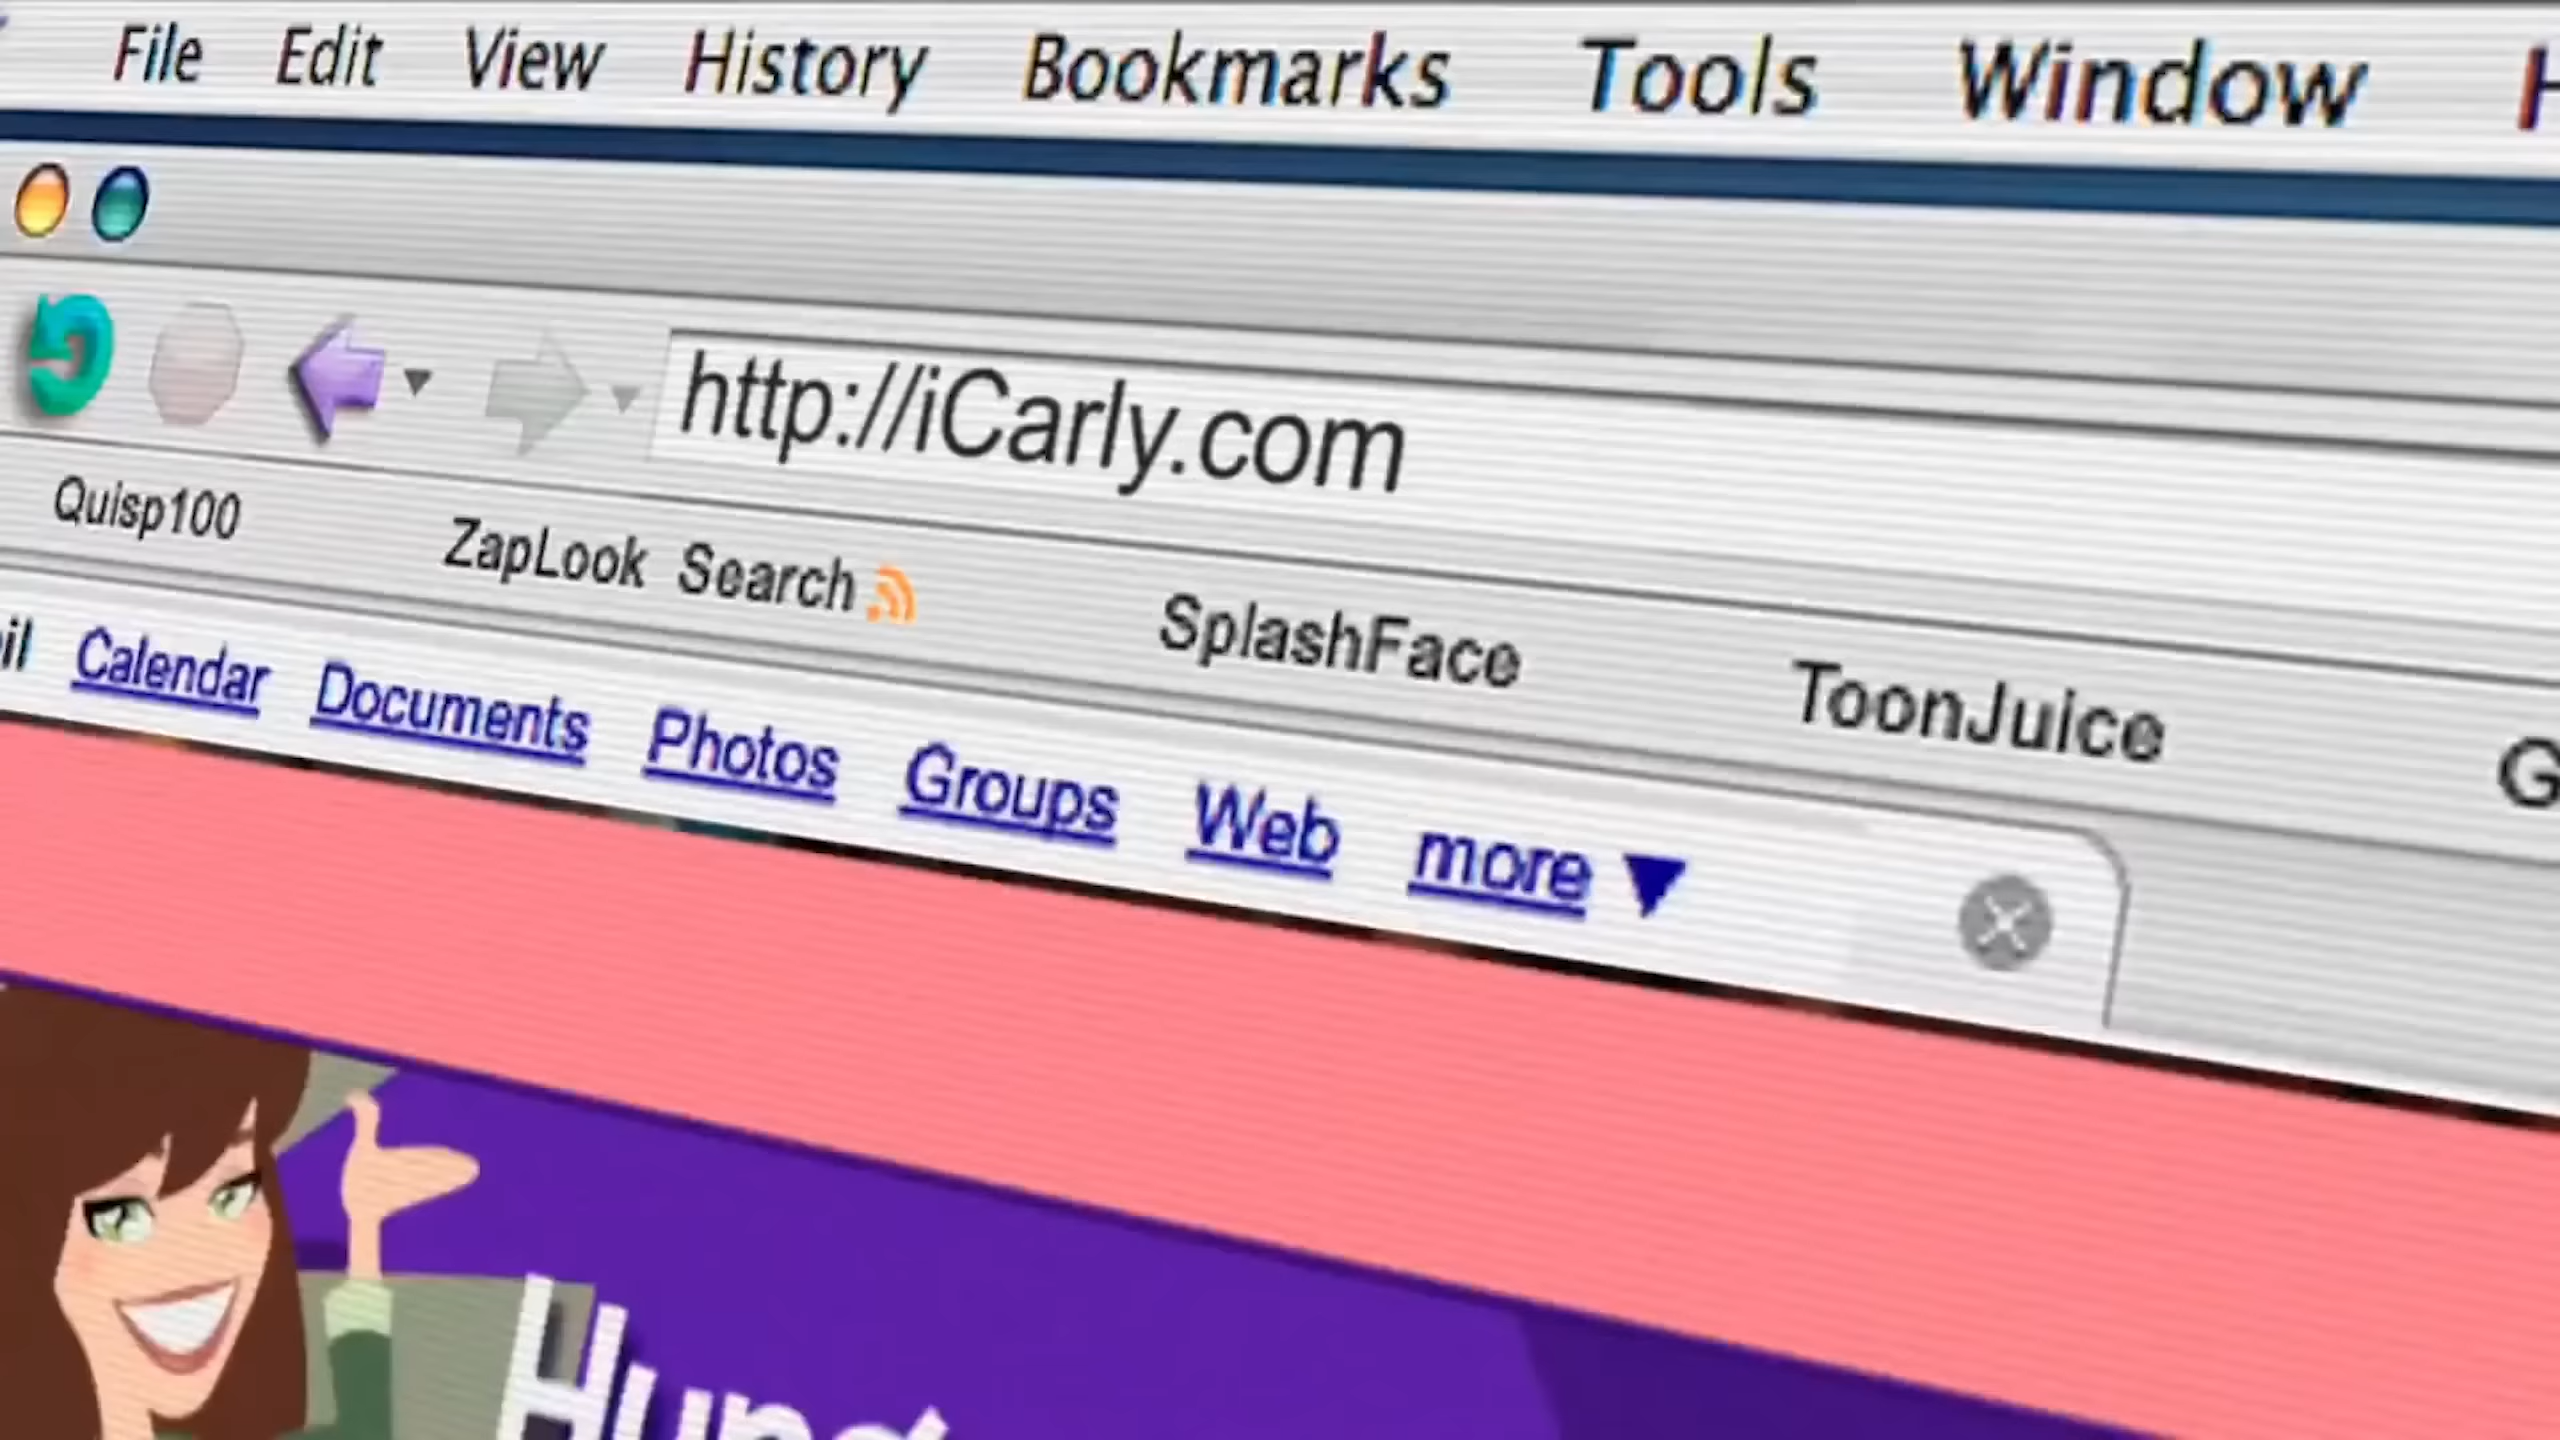 File Edit View History Bookmarks Tools Window
http://iCarly.com
Quisp100 ZapLook Search SplashFace ToonJuice
Calendar Documents Photos Groups Web more ▼